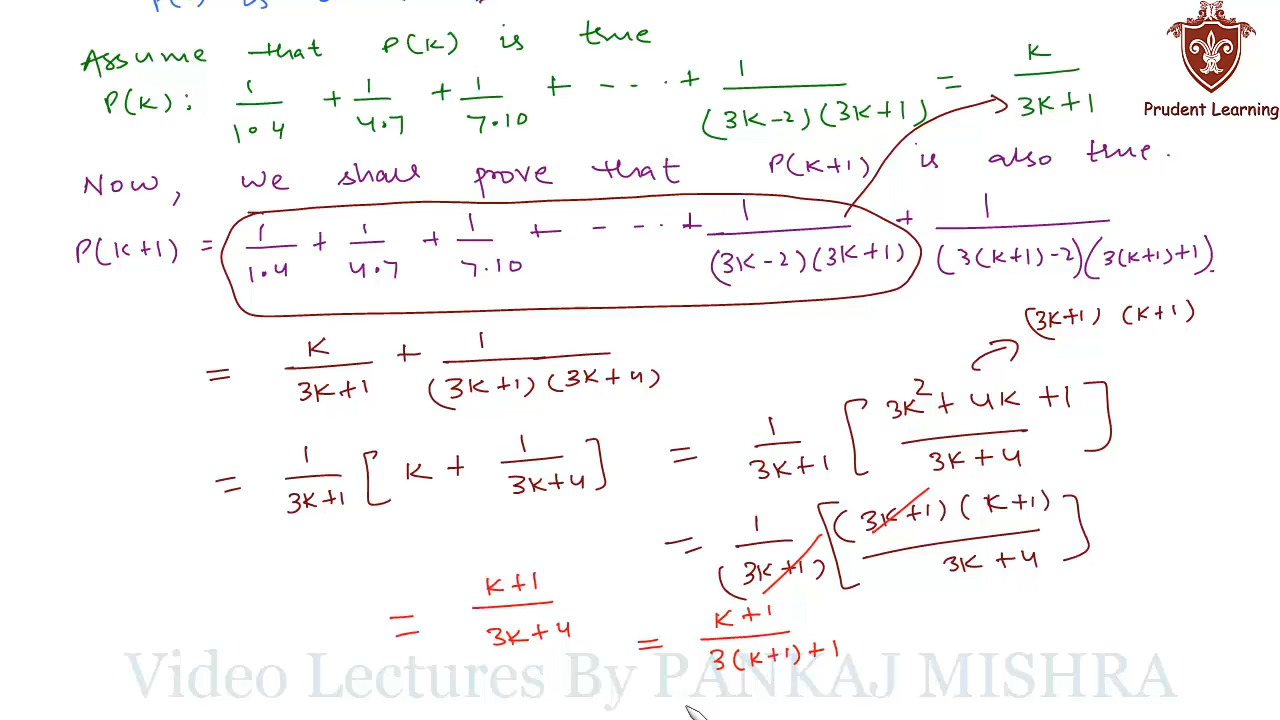 P( ) is
Assume that P(K) is true
P(K): 1/1.4 + 1/4.7 + 1/7.10 + - - - . + 1/(3K-2)(3K+1) = K/3K+1
Prudent Learning
Now, we shall prove that P(K+1) is also true.
P(K+1) = 1/1.4 + 1/4.7 + 1/7.10 + - - - . + 1/(3K-2)(3K+1) + 1/(3(K+1)-2)(3(K+1)+1).
(3K+1) (K+1)
= K/3K+1 + 1/(3K+1)(3K+4)
= 1/3K+1 [K + 1/3K+4] = 1/3K+1 [3K²+4K+1/3K+4]
= 1/(3K+1) [(3K+1)(K+1)/3K+4]
= K+1/3K+4 = K+1/3(K+1)+1
Video Lectures By PANKAJ MISHRA